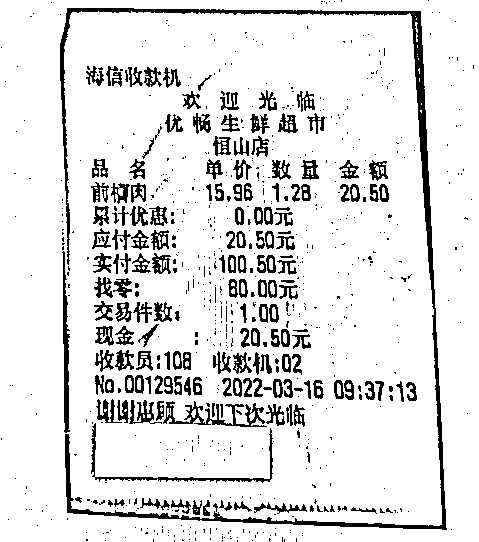 海信收款机
欢迎光临
优畅生鲜超市
恒山店
品名 单价 数量 金额
前槽肉 15.96 1.28 20.50
累计优惠: 0.00元
应付金额: 20.50元
实付金额: 100.50元
找零: 80.00元
交易件数: 1.00
现金 : 20.50元
收款员:108 收款机:02
No.00129546 2022-03-16 09:37:13
谢谢惠顾 欢迎下次光临